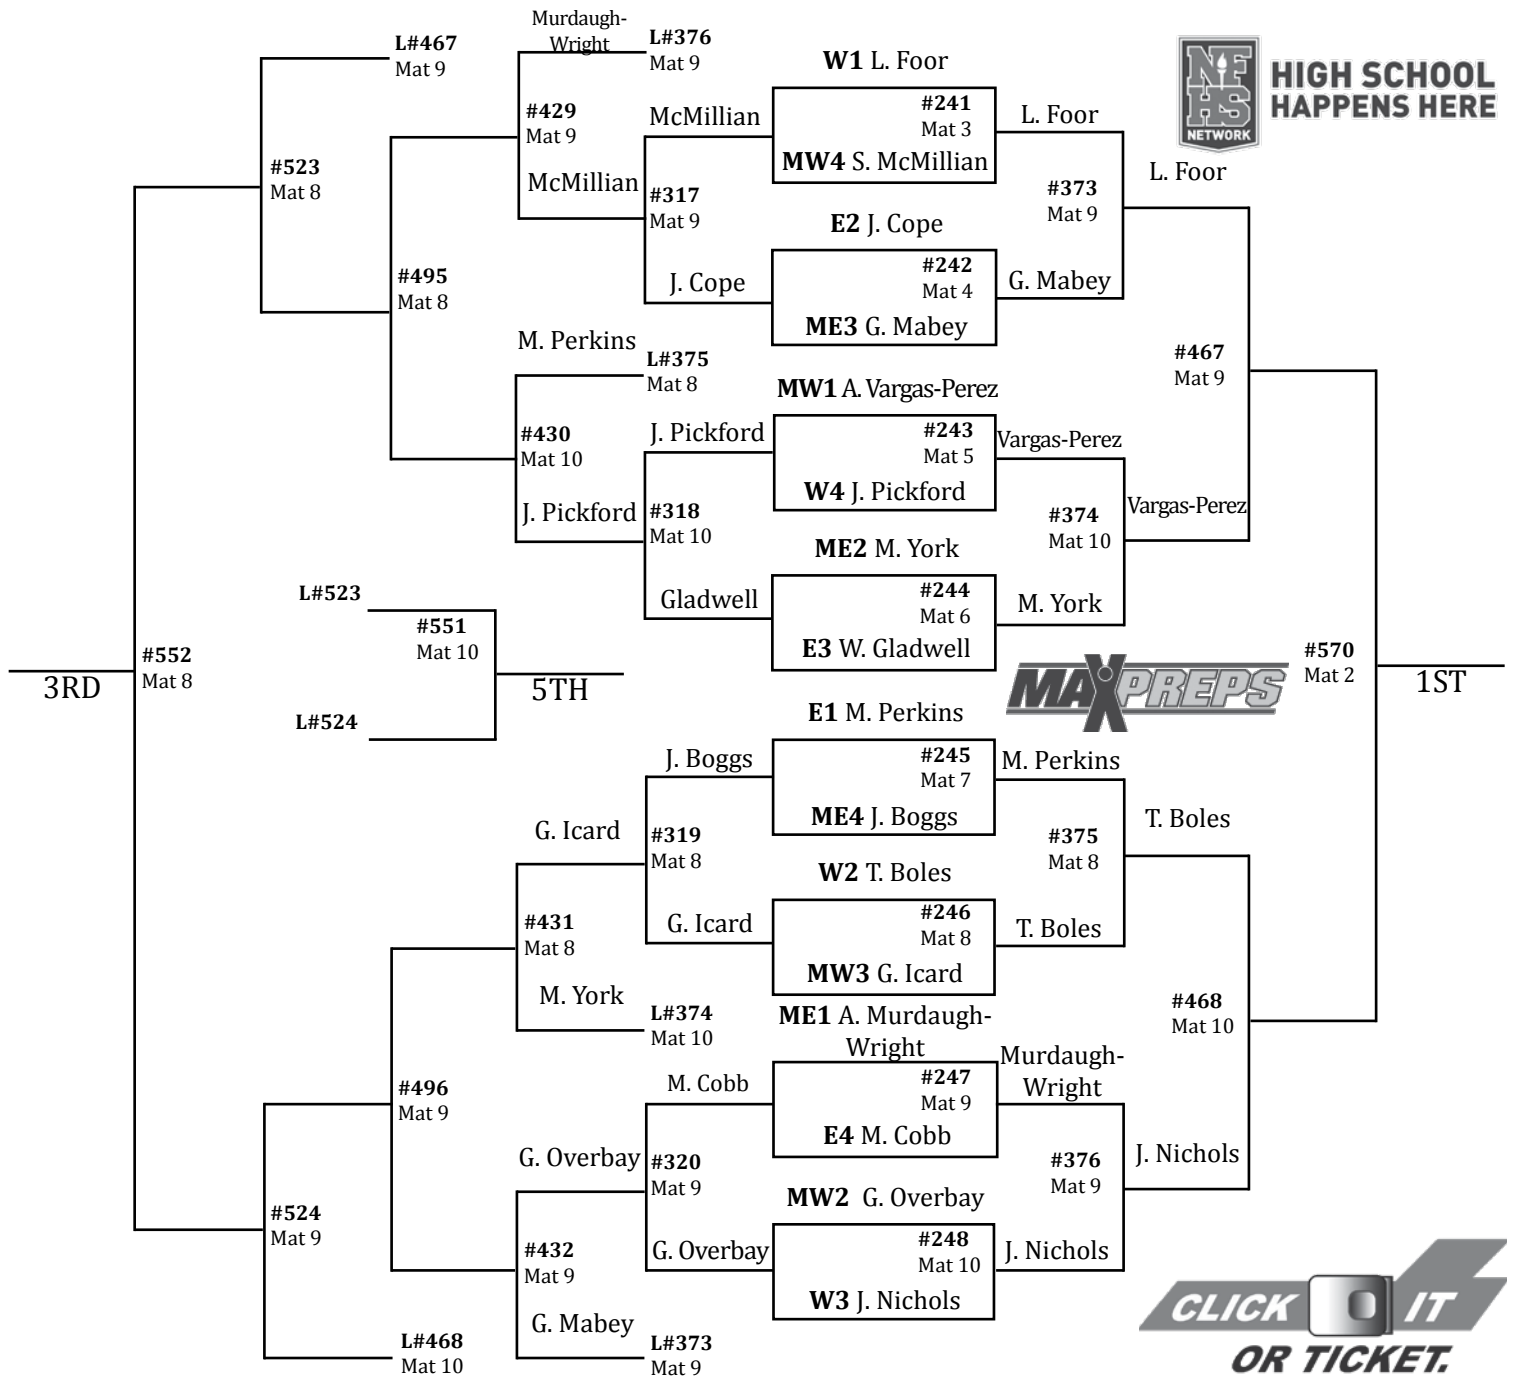 Murdaugh-
Wright
L#467
Mat 9
L#376
Mat 9
W1 L. Foor
NF
HS
NETWORK
HIGH SCHOOL
HAPPENS HERE
#429
Mat 9
McMillian
#241
Mat 3
L. Foor
MW4 S. McMillian
#523
Mat 8
McMillian
#317
Mat 9
#373
Mat 9
L. Foor
E2 J. Cope
#495
Mat 8
J. Cope
#242
Mat 4
G. Mabey
ME3 G. Mabey
M. Perkins
L#375
Mat 8
#467
Mat 9
MW1 A. Vargas-Perez
#430
Mat 10
J. Pickford
#243
Mat 5
Vargas-Perez
W4 J. Pickford
J. Pickford
#318
Mat 10
#374
Mat 10
Vargas-Perez
ME2 M. York
L#523
Gladwell
#244
Mat 6
M. York
#551
Mat 10
E3 W. Gladwell
#552
Mat 8
3RD
5TH
MAXPREPS
#570
Mat 2
1ST
L#524
E1 M. Perkins
J. Boggs
#245
Mat 7
M. Perkins
ME4 J. Boggs
G. Icard
#319
Mat 8
#375
Mat 8
T. Boles
W2 T. Boles
#431
Mat 8
G. Icard
#246
Mat 8
T. Boles
MW3 G. Icard
M. York
L#374
Mat 10
#468
Mat 10
ME1 A. Murdaugh-
Wright
Murdaugh-
Wright
#496
Mat 9
M. Cobb
#247
Mat 9
E4 M. Cobb
G. Overbay
#320
Mat 9
#376
Mat 9
J. Nichols
MW2 G. Overbay
#524
Mat 9
#432
Mat 9
G. Overbay
#248
Mat 10
J. Nichols
W3 J. Nichols
G. Mabey
L#468
Mat 10
L#373
Mat 9
CLICK IT
OR TICKET.